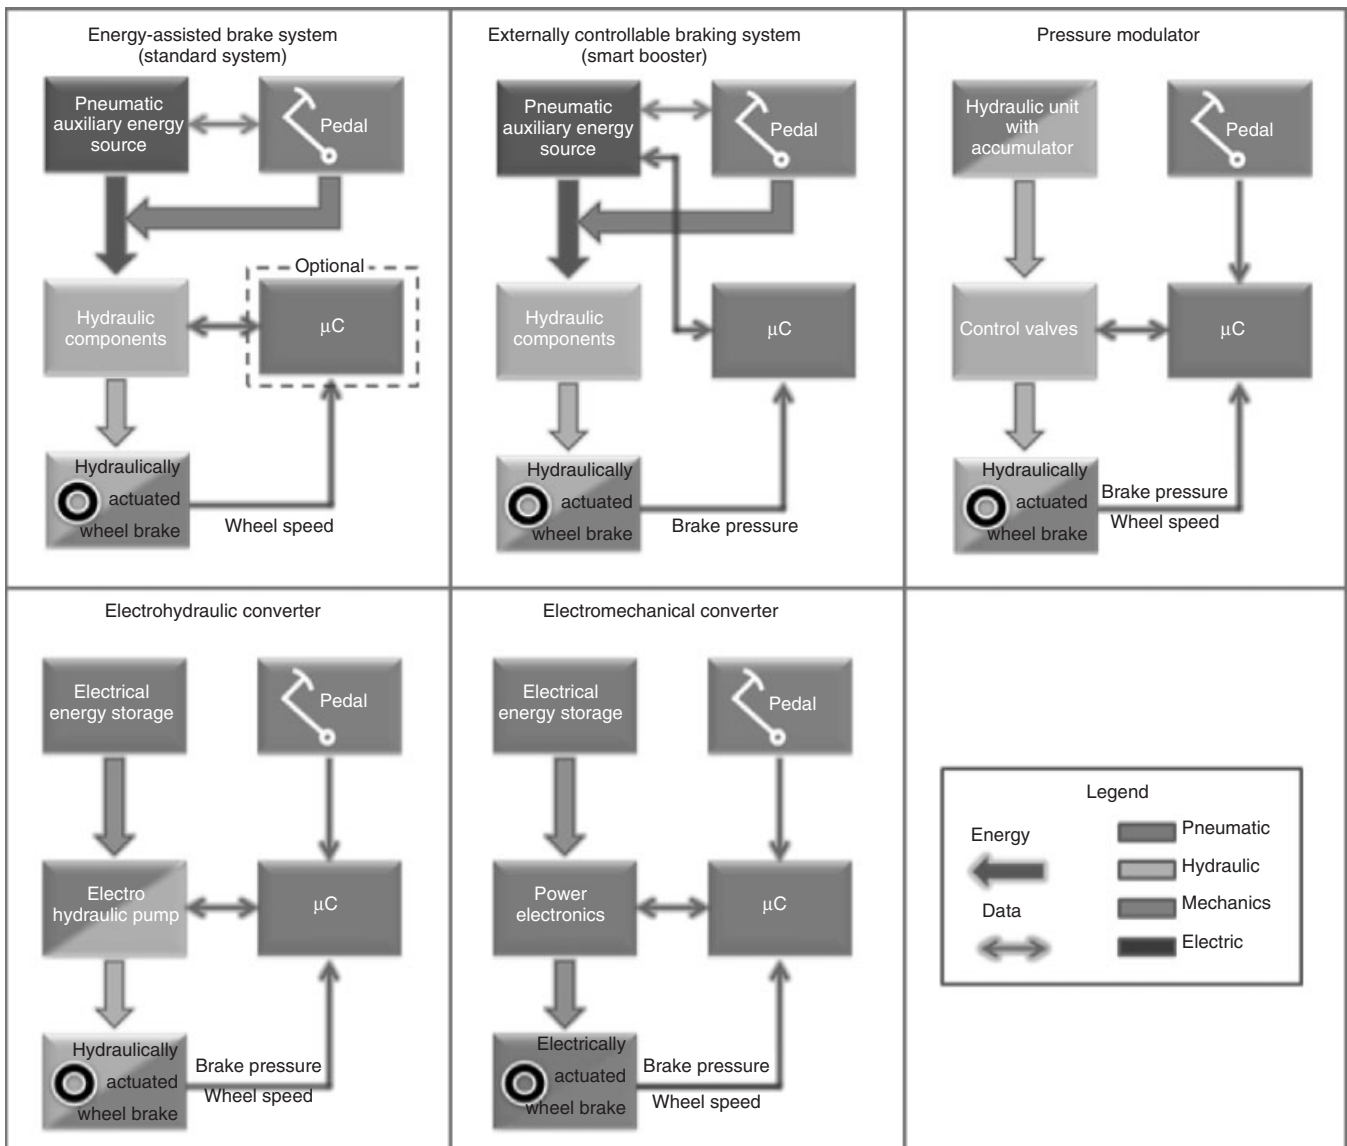 Energy-assisted brake system
(standard system)
Pneumatic
auxiliary energy
source
Pedal
Optional
Hydraulic
components
μC
Hydraulically
actuated
wheel brake
Wheel speed
Externally controllable braking system
(smart booster)
Pneumatic
auxiliary energy
source
Pedal
Hydraulic
components
μC
Hydraulically
actuated
wheel brake
Brake pressure
Pressure modulator
Hydraulic unit
with
accumulator
Pedal
Control valves
μC
Hydraulically
actuated
wheel brake
Brake pressure
Wheel speed
Electrohydraulic converter
Electrical
energy storage
Pedal
Electro
hydraulic pump
μC
Hydraulically
actuated
wheel brake
Brake pressure
Wheel speed
Electromechanical converter
Electrical
energy storage
Pedal
Power
electronics
μC
Electrically
actuated
wheel brake
Brake pressure
Wheel speed
Legend
Energy
Data
Pneumatic
Hydraulic
Mechanics
Electric